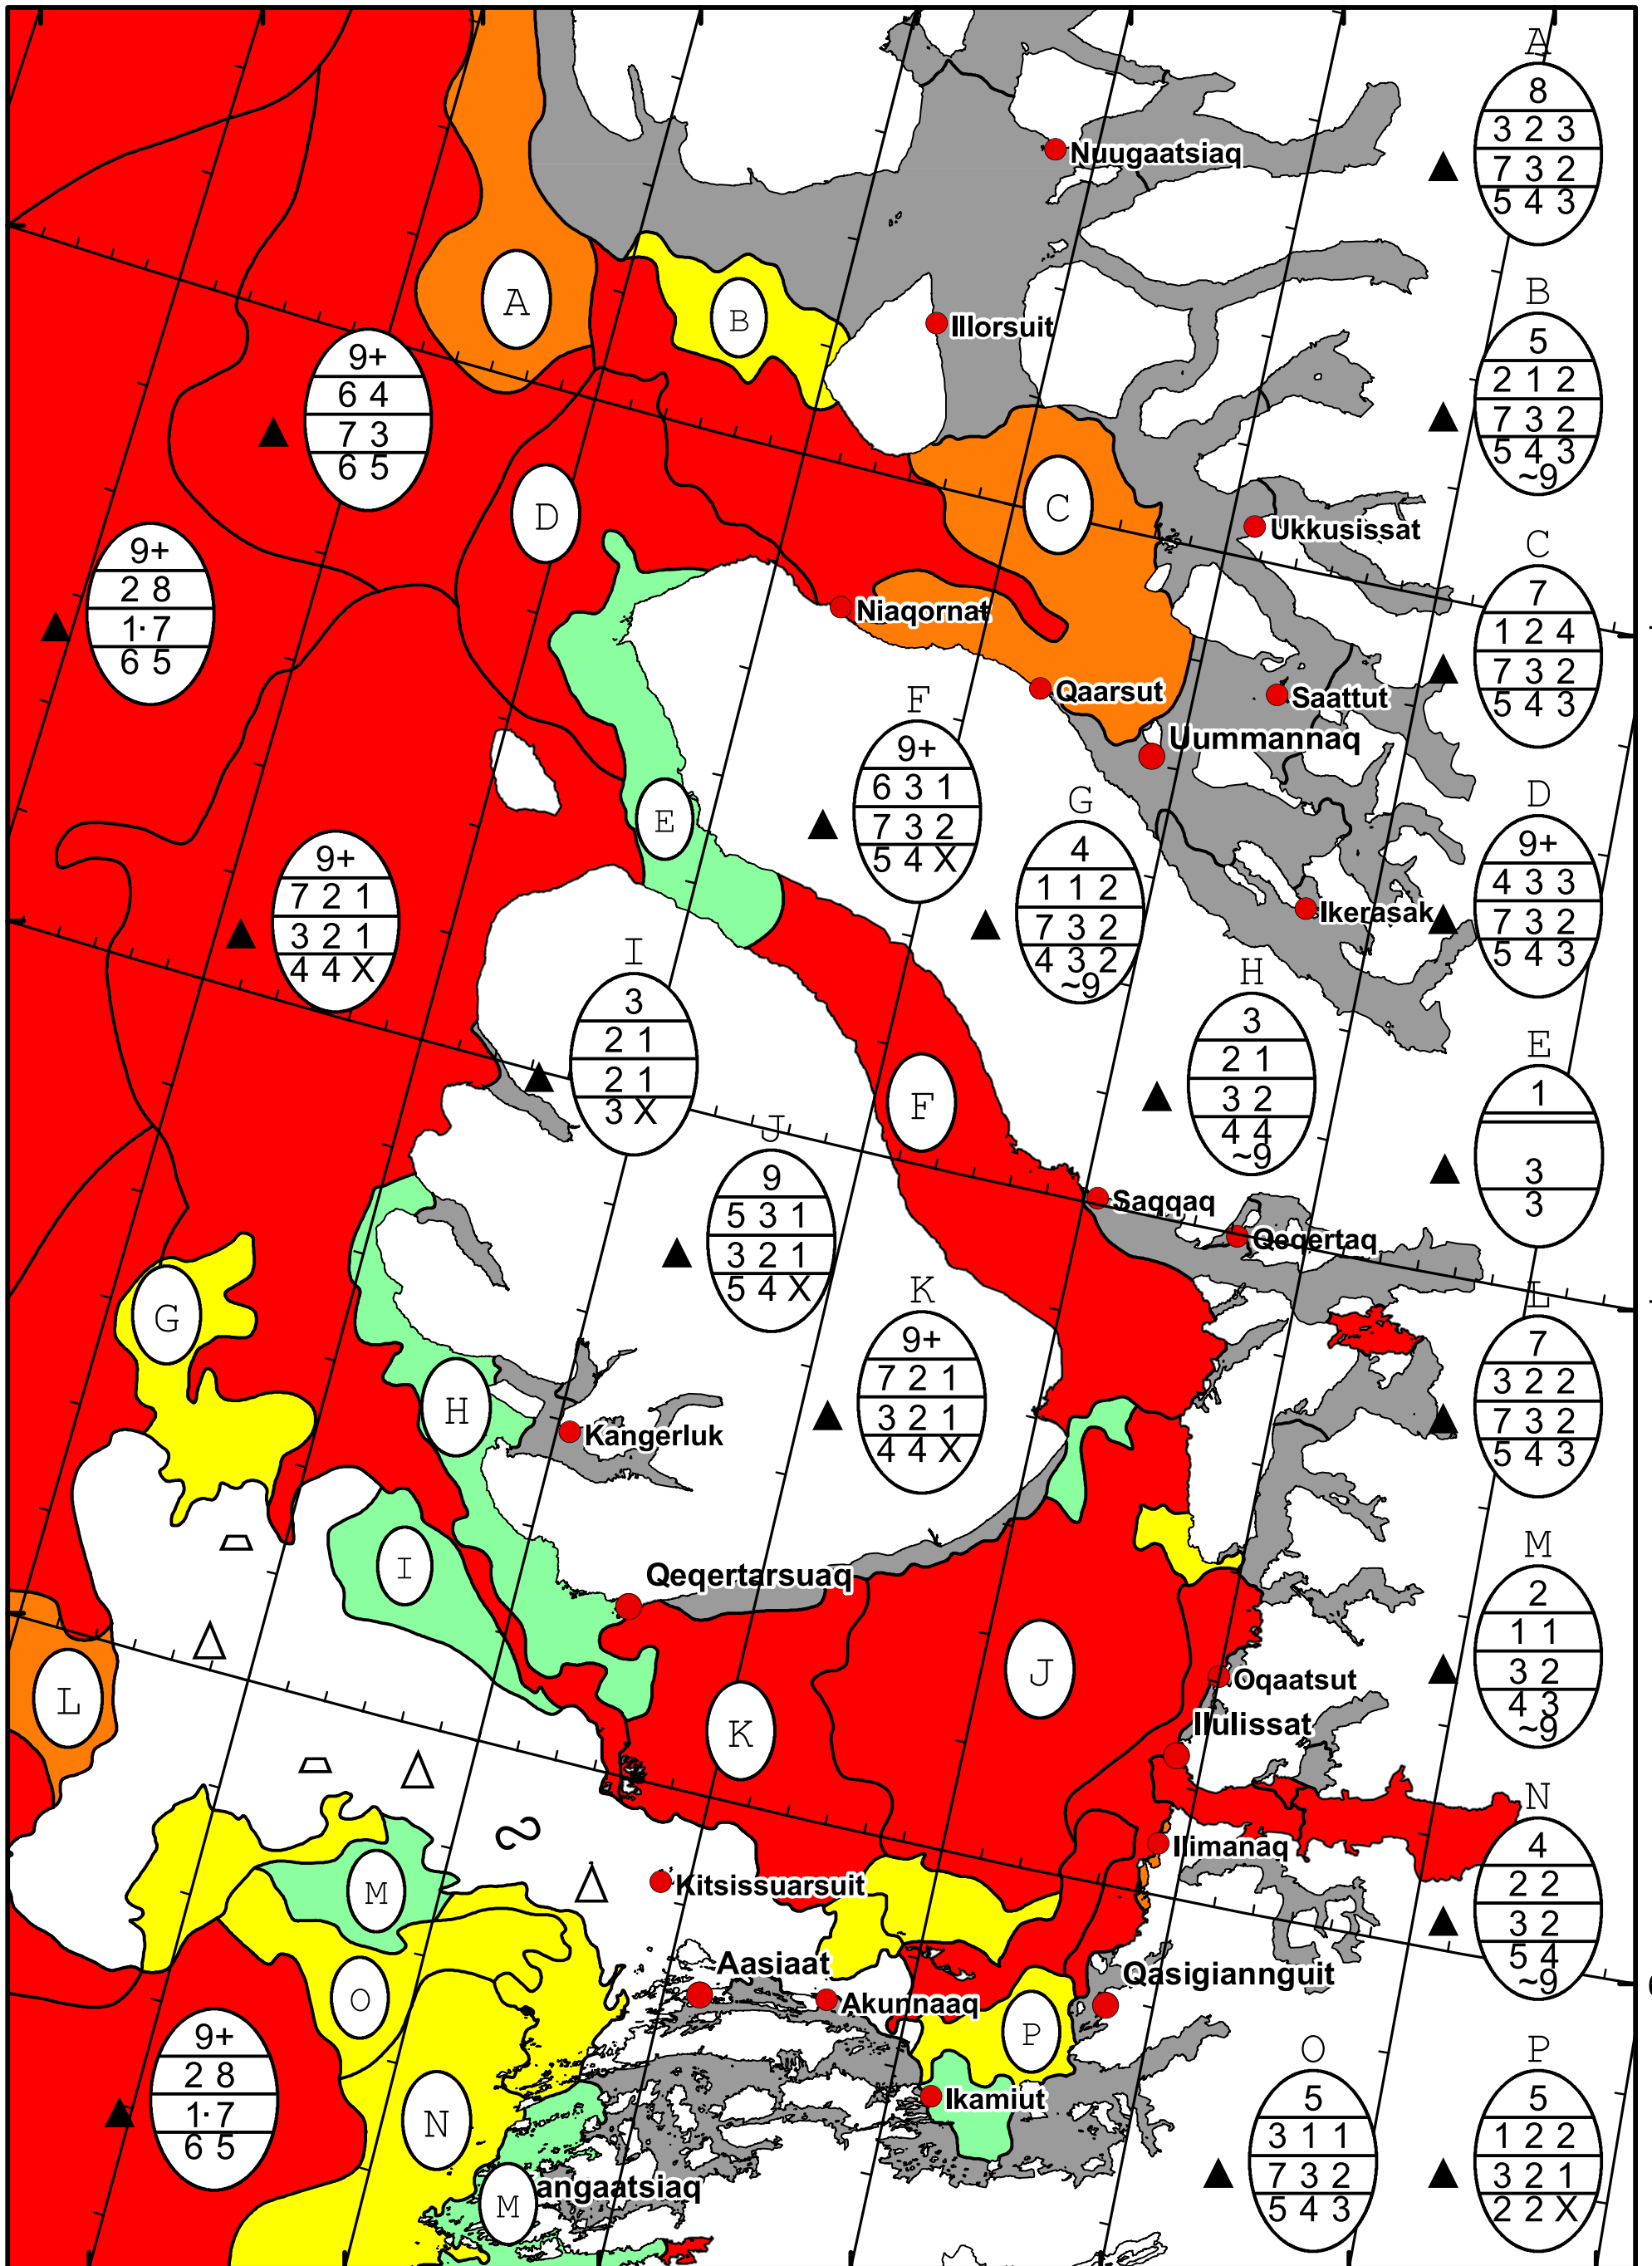 A
8
3 2 3
7 3 2
5 4 3
Nuugaatsiaq
A
B
Illorsuit
B
5
2 1 2
7 3 2
5 4 3
~9
9+
6 4
7 3
6 5
D
C
Ukkusissat
9+
2 8
1· 7
6 5
C
7
1 2 4
7 3 2
5 4 3
Niaqornat
Qaarsut
Saattut
Uummannaq
F
9+
6 3 1
7 3 2
5 4 X
E
G
4
1 1 2
7 3 2
4 3 2
~9
D
9+
4 3 3
7 3 2
5 4 3
Ikerasak
9+
7 2 1
3 2 1
4 4 X
I
3
2 1
2 1
3 X
H
3
2 1
3 2
4 4
~9
E
1
3
3
F
J
9
5 3 1
3 2 1
5 4 X
Saqqaq
Qeqertaq
G
K
9+
7 2 1
3 2 1
4 4 X
L
7
3 2 2
7 3 2
5 4 3
H
Kangerluk
I
Qeqertarsuaq
M
2
1 1
3 2
4 3
~9
L
K
J
Oqaatsut
Ilulissat
Ilimanaq
N
4
2 2
3 2
5 4
~9
M
Kitsissuarsuit
O
Aasiaat
Akunnaaq
Qasigiannguit
P
9+
2 8
1· 7
6 5
N
Ikamiut
O
5
3 1 1
7 3 2
5 4 3
P
5
1 2 2
3 2 1
2 2 X
M
angaatsiaq